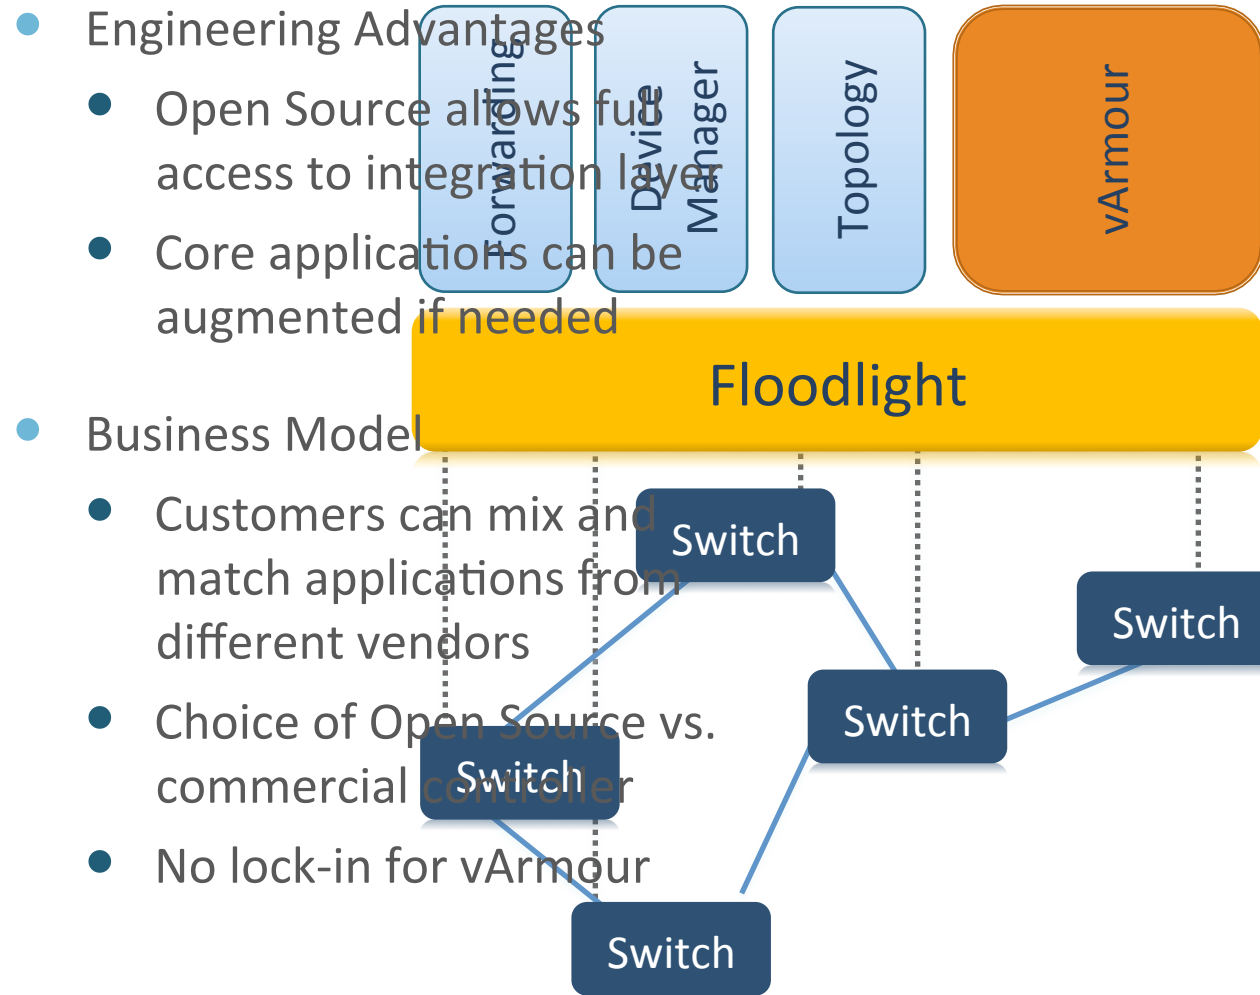 Engineering Advantages
Open Source allows full
access to integration layer
Core applications can be
augmented if needed
Business Model
Customers can mix and
match applications from
different vendors
Choice of Open Source vs.
commercial controller
No lock-in for vArmour
Forwarding
Device
Manager
Topology
vArmour
Floodlight
Switch
Switch
Switch
Switch
Switch